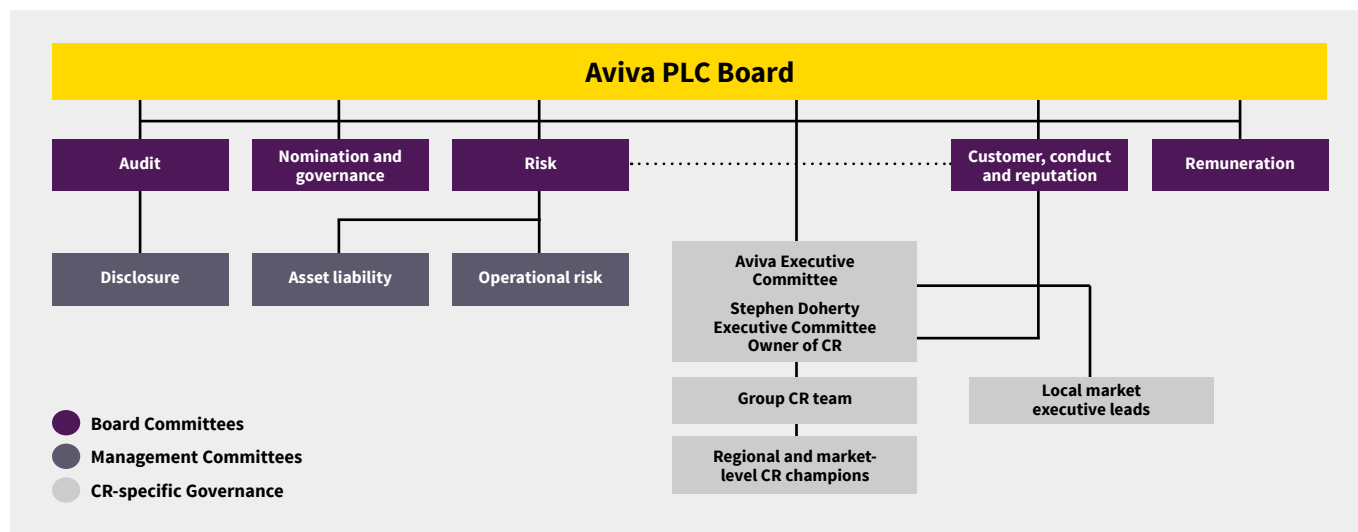 Aviva PLC Board
Audit
Nomination and
governance
Risk
Customer, conduct
and reputation
Remuneration
Disclosure
Asset liability
Operational risk
Aviva Executive
Committee
Stephen Doherty
Executive Committee
Owner of CR
Group CR team
Local market
executive leads
Regional and market-
level CR champions
Board Committees
Management Committees
CR-specific Governance